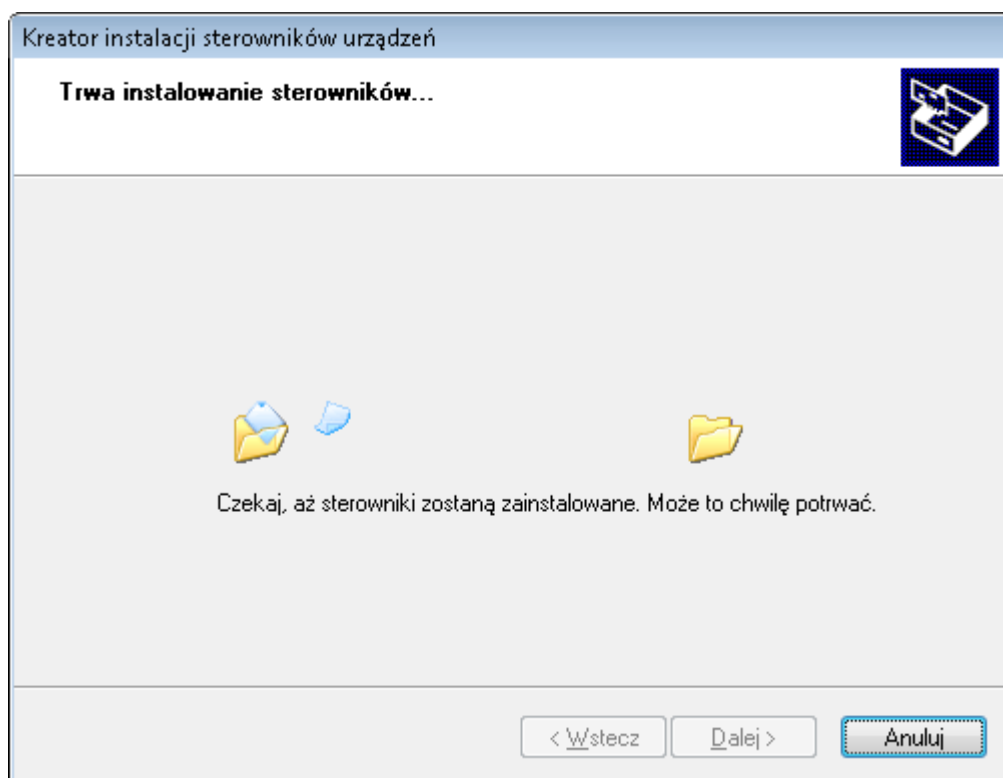 Kreator instalacji sterowników urządzeń
Trwa instalowanie sterowników...
Czekaj, aż sterowniki zostaną zainstalowane. Może to chwilę potrwać.
< Wstecz
Dalej >
Anuluj